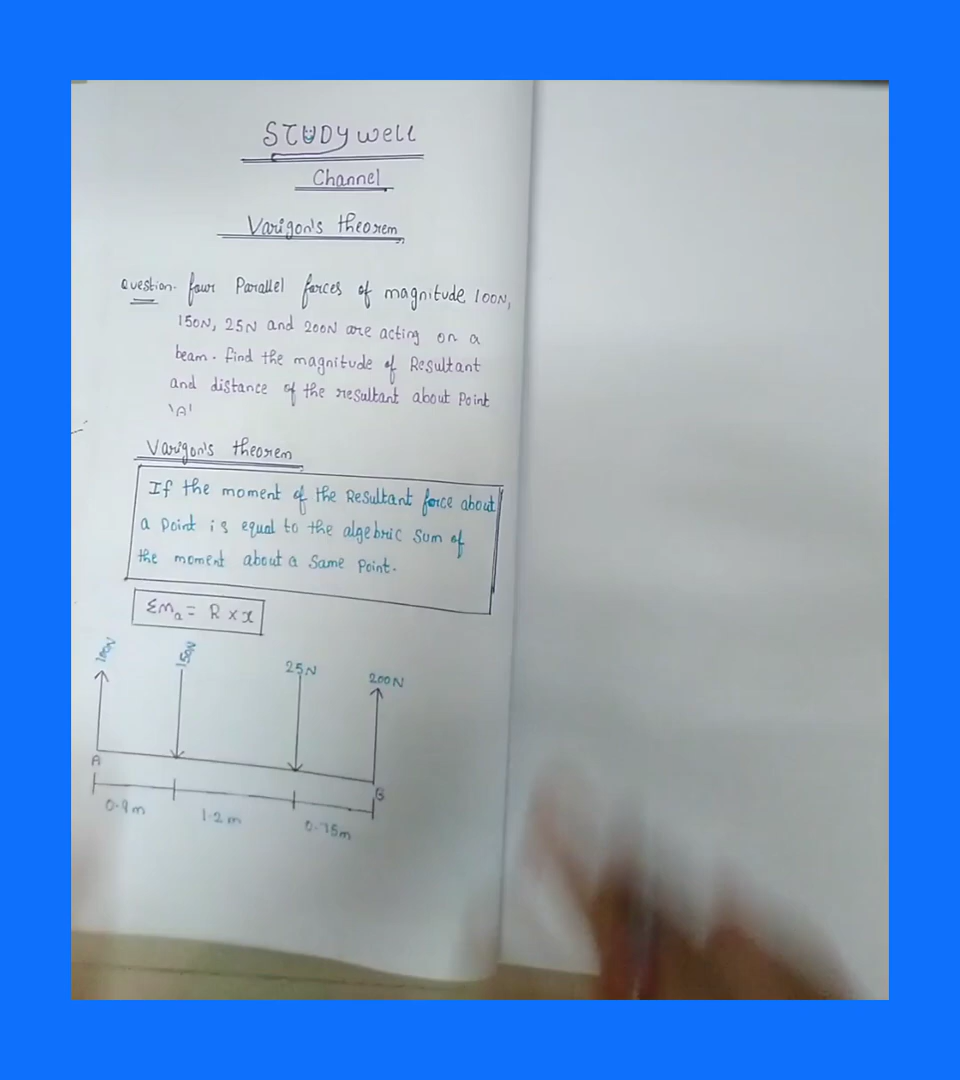 STUDY well
Channel
Varigon's theorem
Question. four Parallel forces of magnitude 100N,
150N, 25N and 200N are acting on a
beam. find the magnitude of Resultant
and distance of the resultant about Point
'A'
Varigon's theorem
If the moment of the Resultant force about
a Point is equal to the algebric Sum of
the moment about a Same Point.
Σma = R × x
100N
150N
25N
200N
A
B
0.9m
1.2m
0.75m